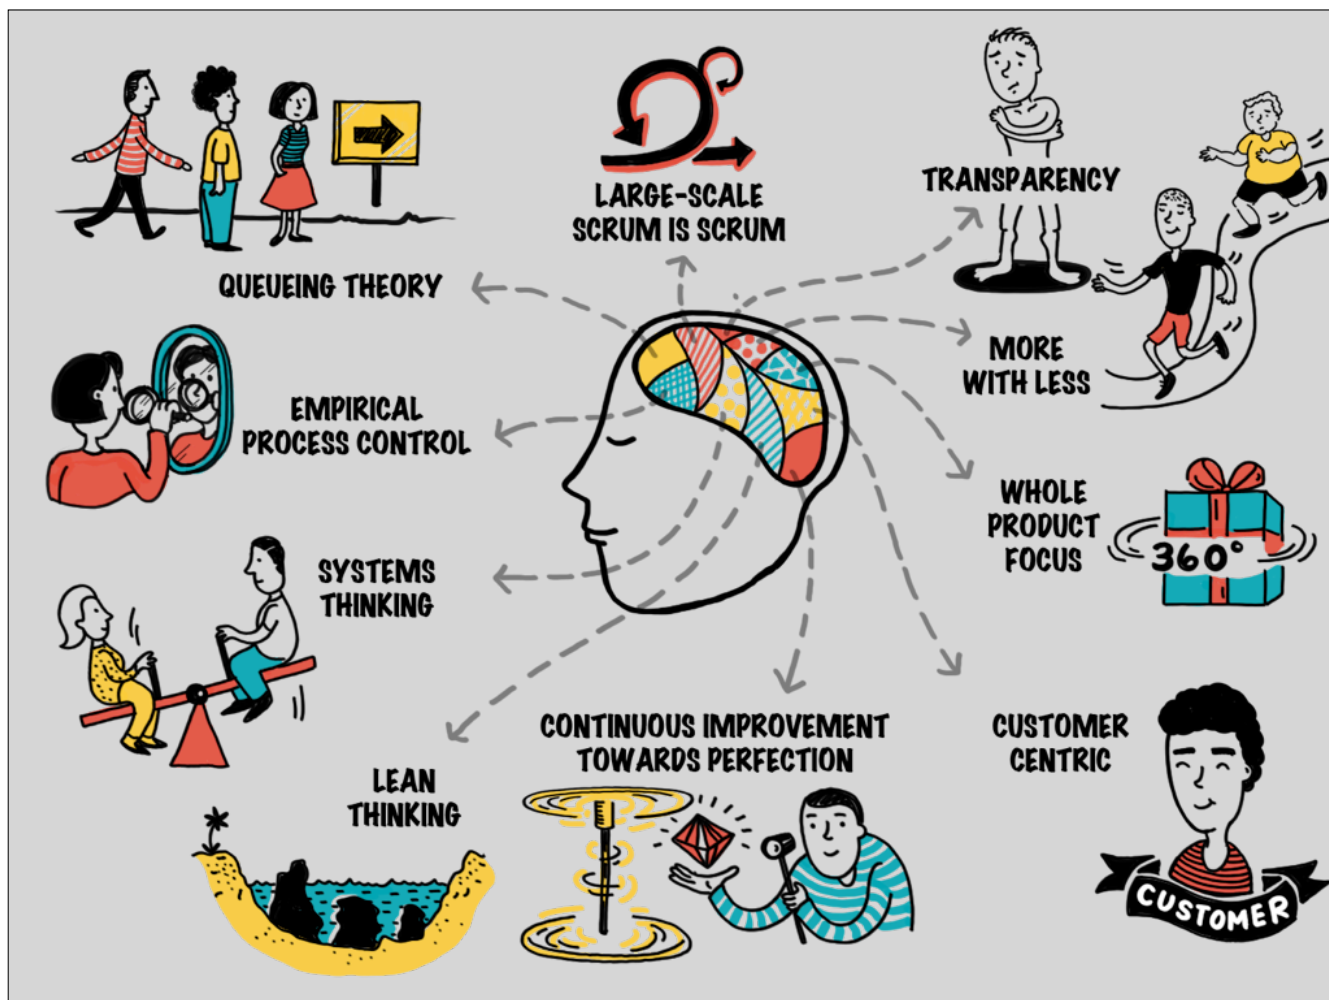 LARGE-SCALE
SCRUM IS SCRUM
TRANSPARENCY
QUEUEING THEORY
MORE
WITH LESS
EMPIRICAL
PROCESS CONTROL
WHOLE
PRODUCT
FOCUS
360°
SYSTEMS
THINKING
CONTINUOUS IMPROVEMENT
TOWARDS PERFECTION
CUSTOMER
CENTRIC
LEAN
THINKING
CUSTOMER